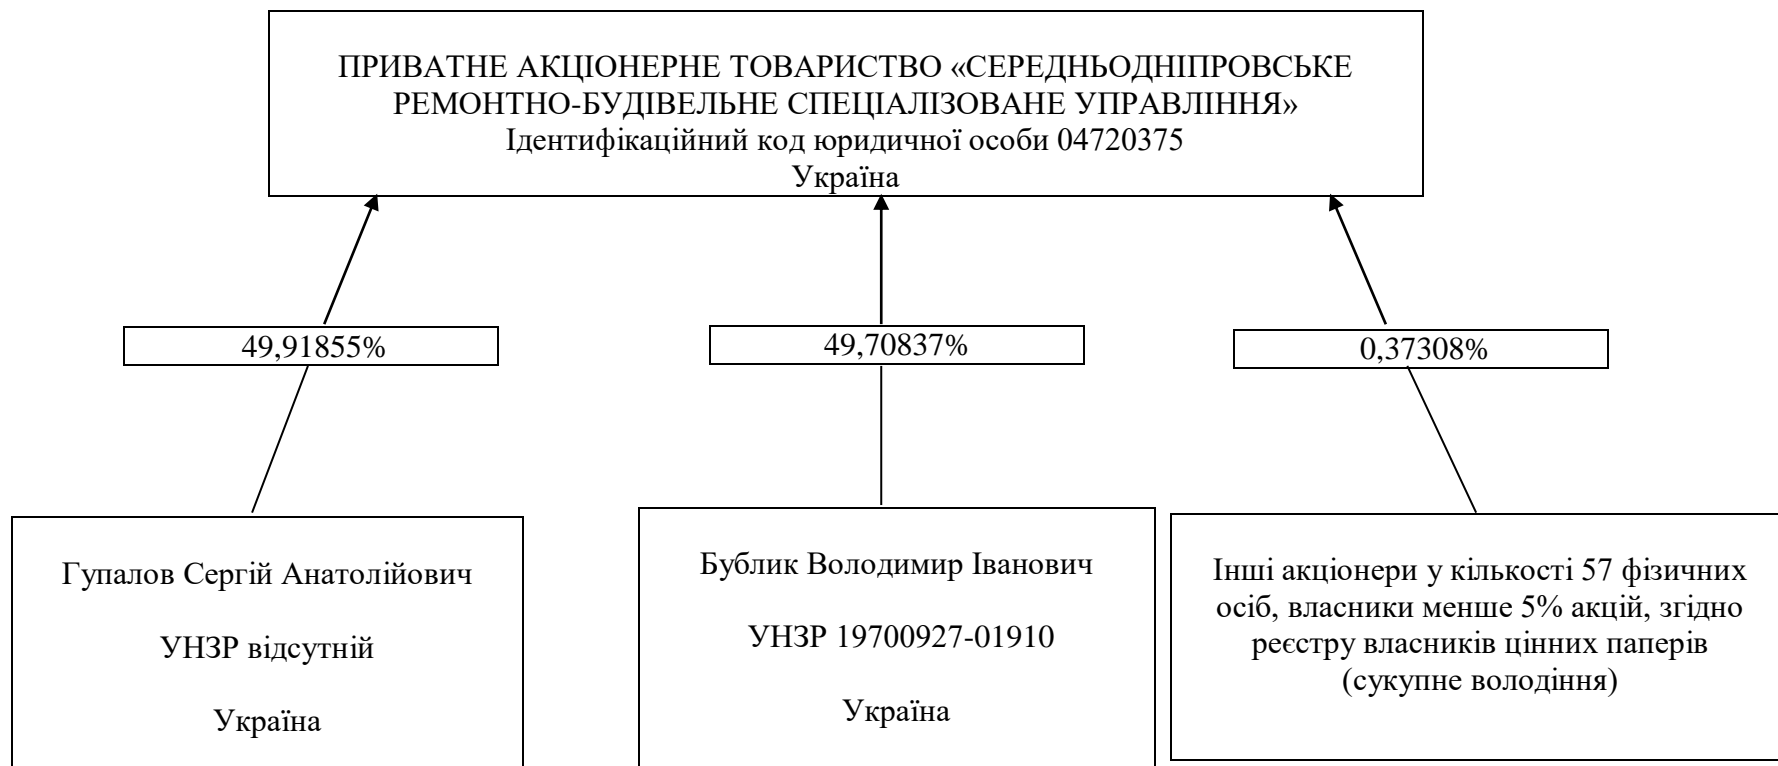 ПРИВАТНЕ АКЦІОНЕРНЕ ТОВАРИСТВО «СЕРЕДНЬОДНІПРОВСЬКЕ
РЕМОНТНО-БУДІВЕЛЬНЕ СПЕЦІАЛІЗОВАНЕ УПРАВЛІННЯ»
Ідентифікаційний код юридичної особи 04720375
Україна
49,91855%
49,70837%
0,37308%
Гупалов Сергій Анатолійович
УНЗР відсутній
Україна
Бублик Володимир Іванович
УНЗР 19700927-01910
Україна
Інші акціонери у кількості 57 фізичних
осіб, власники менше 5% акцій, згідно
реєстру власників цінних паперів
(сукупне володіння)